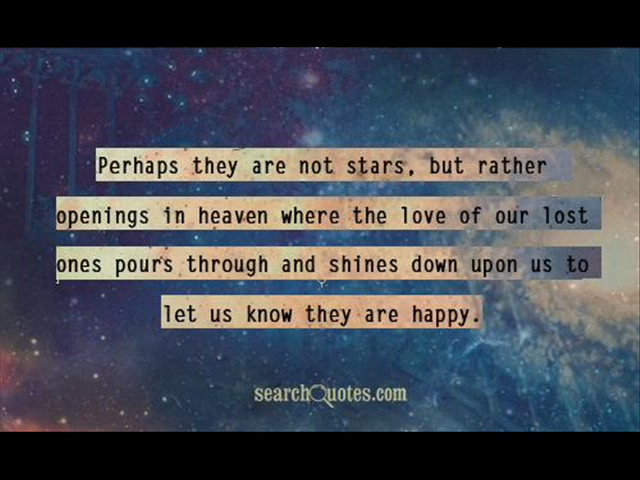 Perhaps they are not stars, but rather
openings in heaven where the love of our lost
ones pours through and shines down upon us to
let us know they are happy.
searchQuotes.com